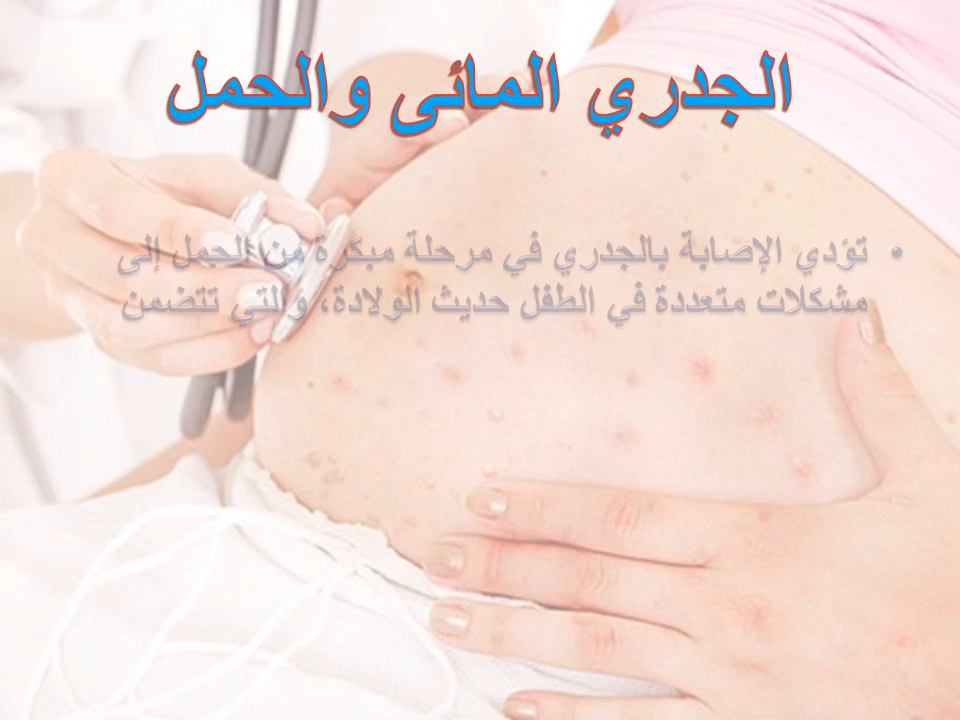 الجدري المائى والحمل
• تؤدي الإصابة بالجدري في مرحلة مبكرة من الحمل إلى
مشكلات متعددة في الطفل حديث الولادة، والتي تتضمن